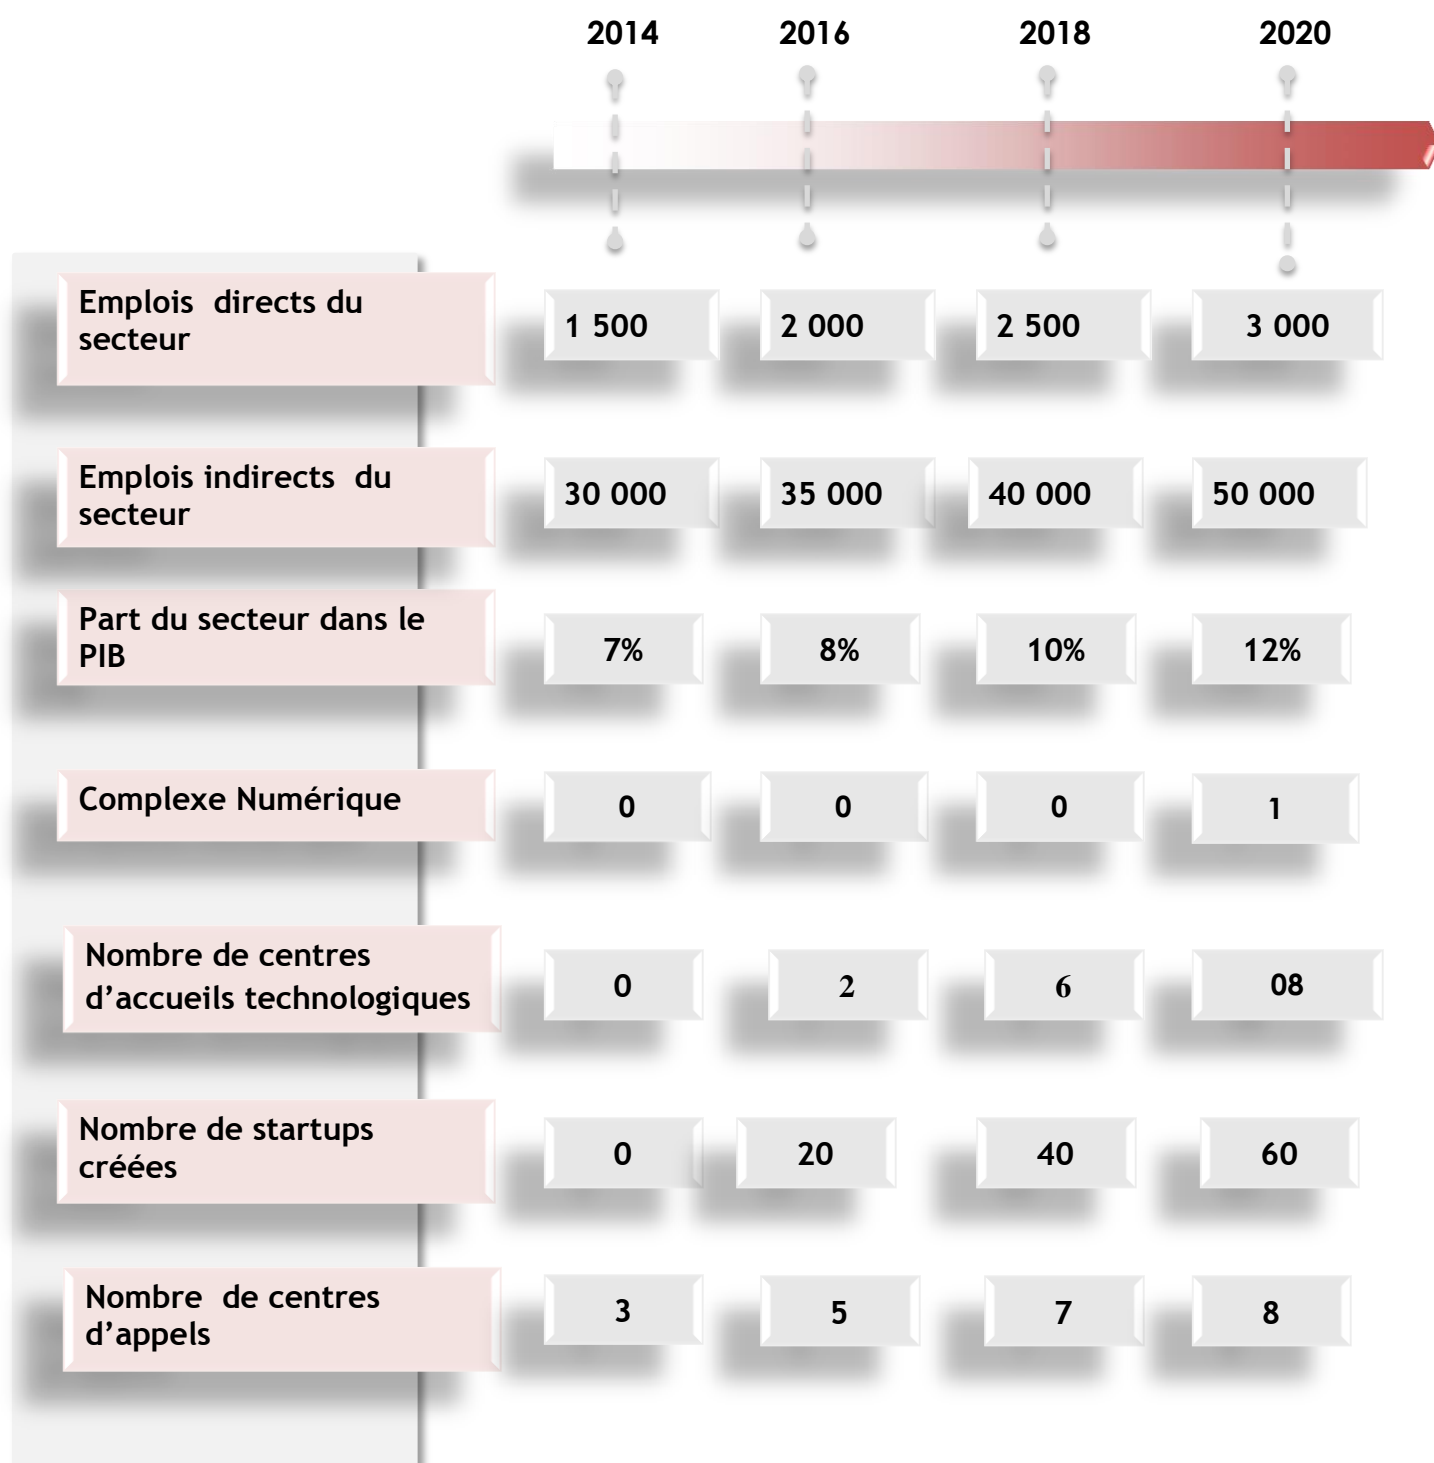 2014 2016 2018 2020
Emplois directs du
secteur
1 500 2 000 2 500 3 000
Emplois indirects du
secteur
30 000 35 000 40 000 50 000
Part du secteur dans le
PIB
7% 8% 10% 12%
Complexe Numérique
0 0 0 1
Nombre de centres
d’accueils technologiques
0 2 6 08
Nombre de startups
créées
0 20 40 60
Nombre de centres
d’appels
3 5 7 8